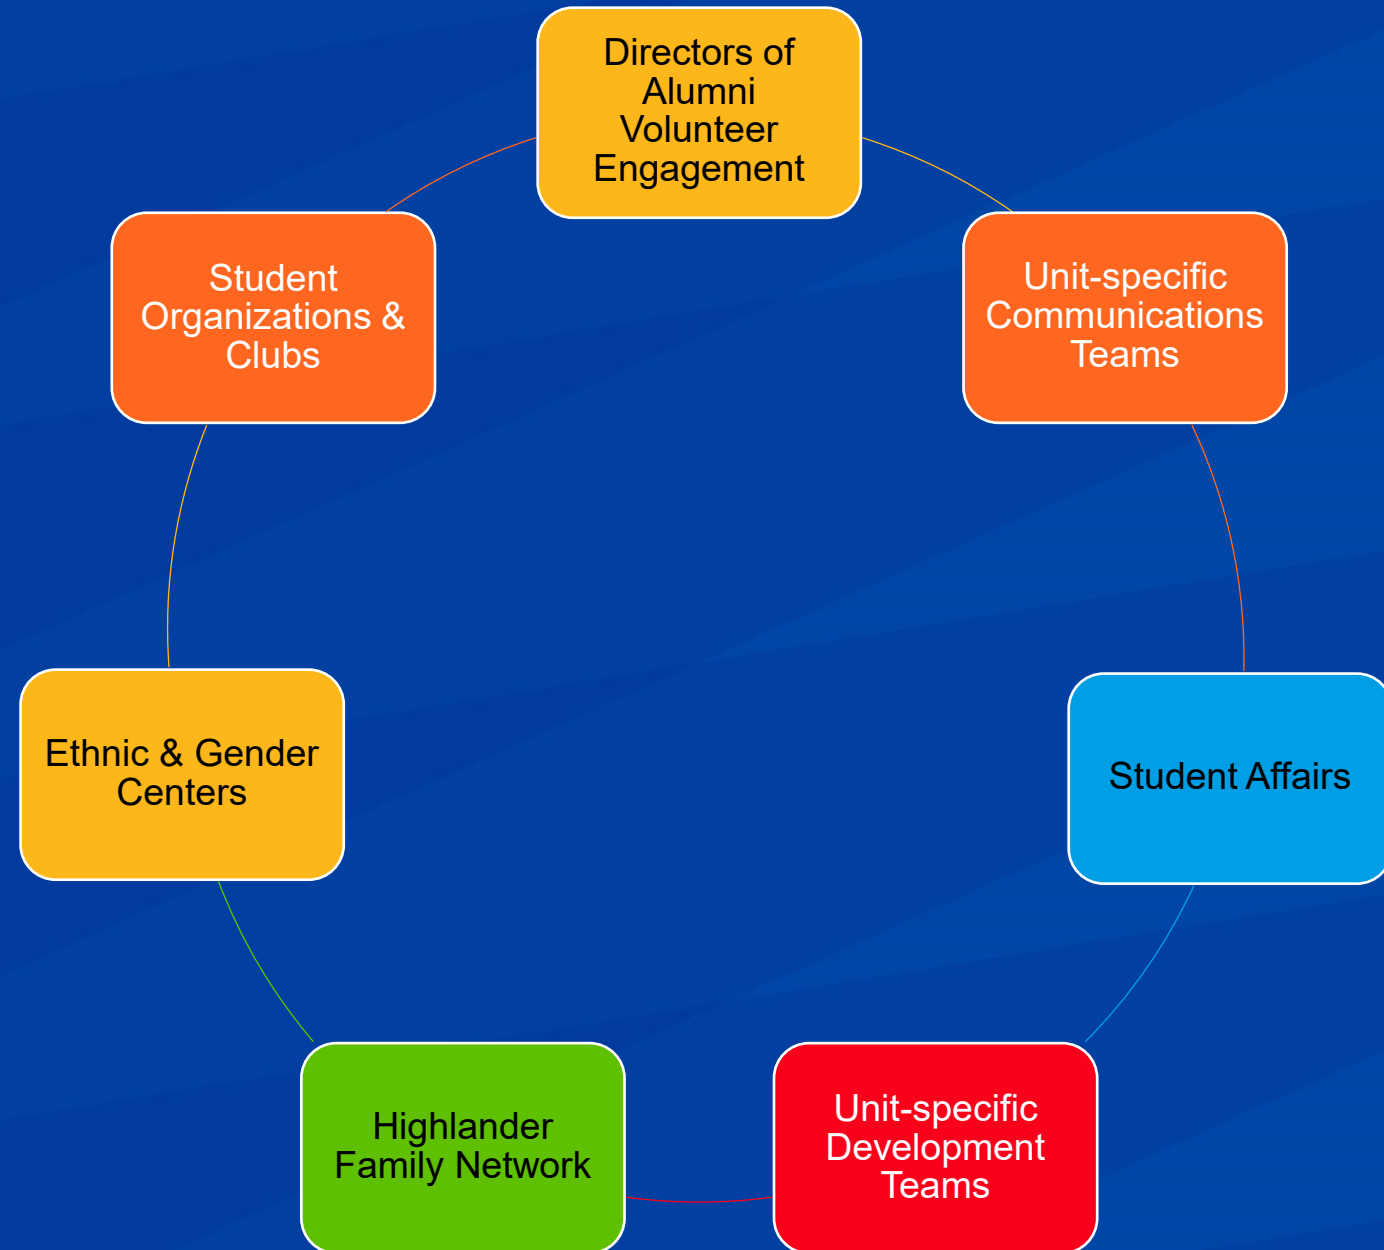 Directors of
Alumni
Volunteer
Engagement
Student
Organizations &
Clubs
Unit-specific
Communications
Teams
Ethnic & Gender
Centers
Student Affairs
Highlander
Family Network
Unit-specific
Development
Teams